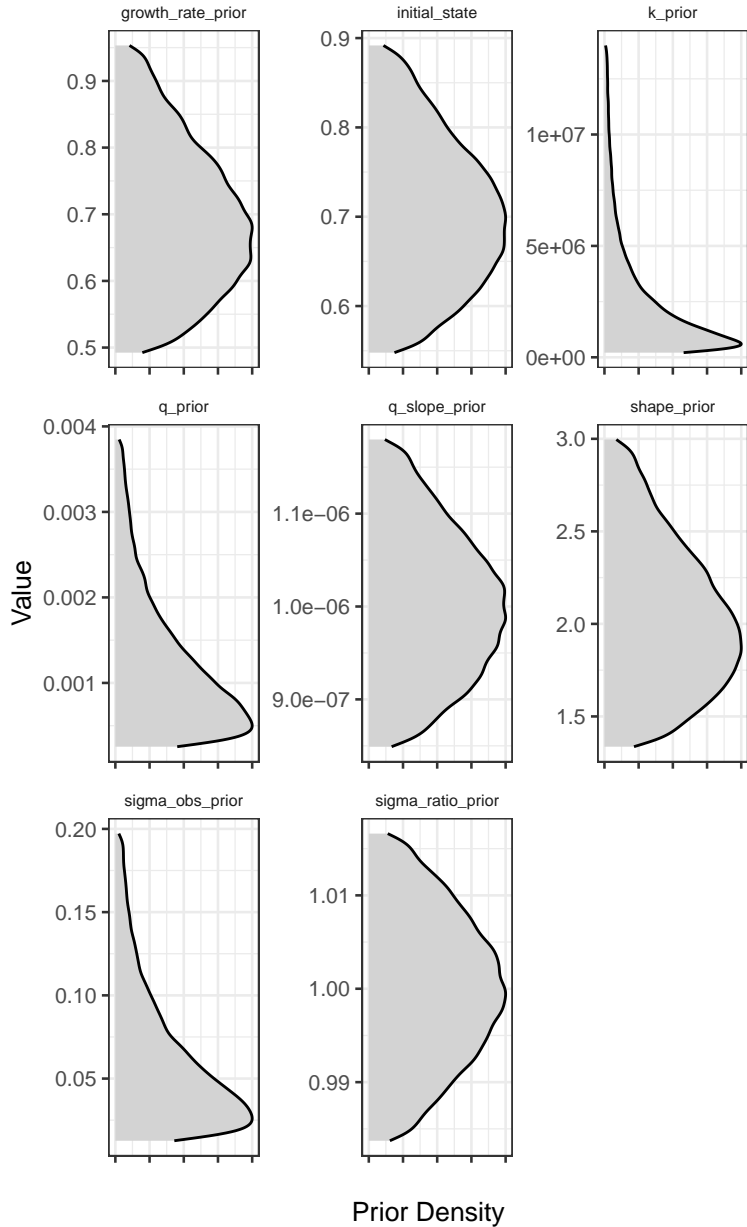 growth_rate_prior
initial_state
k_prior
0.9
0.8
0.7
0.6
0.5
0.9
0.8
0.7
0.6
1e+07
5e+06
0e+00
q_prior
q_slope_prior
shape_prior
0.004
0.003
0.002
0.001
1.1e−06
1.0e−06
9.0e−07
3.0
2.5
2.0
1.5
Value
sigma_obs_prior
sigma_ratio_prior
0.20
0.15
0.10
0.05
1.01
1.00
0.99
Prior Density